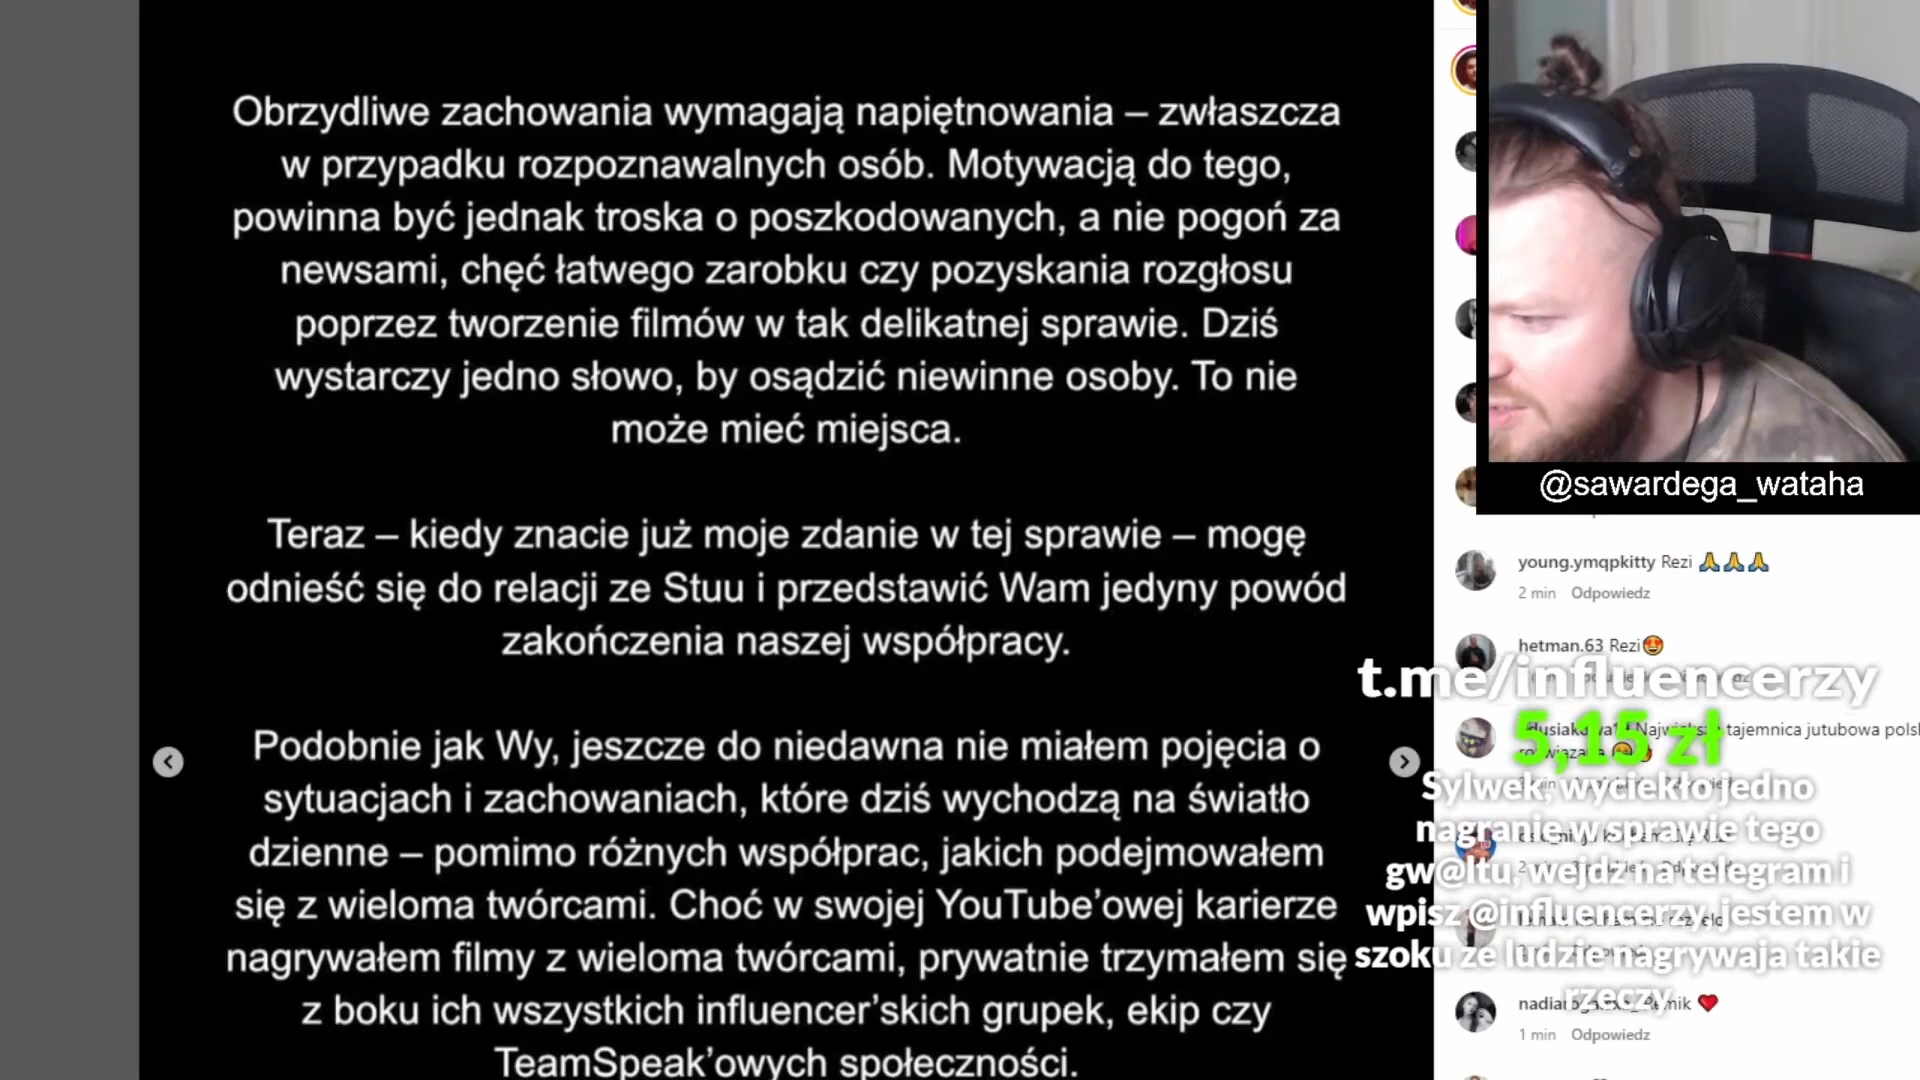 Obrzydliwe zachowania wymagają napiętnowania – zwłaszcza
w przypadku rozpoznawalnych osób. Motywacją do tego,
powinna być jednak troska o poszkodowanych, a nie pogoń za
newsami, chęć łatwego zarobku czy pozyskania rozgłosu
poprzez tworzenie filmów w tak delikatnej sprawie. Dziś
wystarczy jedno słowo, by osądzić niewinne osoby. To nie
może mieć miejsca.
Teraz – kiedy znacie już moje zdanie w tej sprawie – mogę
odnieść się do relacji ze Stuu i przedstawić Wam jedyny powód
zakończenia naszej współpracy.
Podobnie jak Wy, jeszcze do niedawna nie miałem pojęcia o
sytuacjach i zachowaniach, które dziś wychodzą na światło
dzienne – pomimo różnych współprac, jakich podejmowałem
się z wieloma twórcami. Choć w swojej YouTube’owej karierze
nagrywałem filmy z wieloma twórcami, prywatnie trzymałem się
z boku ich wszystkich influencer’skich grupek, ekip czy
TeamSpeak’owych społeczności.
@sawardega_wataha
young.ymqpkitty Rezi 🙏🙏🙏
2 min Odpowiedz
hetman.63 Rezi😍
t.me/influencerzy
5,15 zł
tajemnica jutubowa
Sylwek, wyciekło jedno
nagranie w sprawie tego
gw@ltu, wejdz na telegram i
wpisz @influencerzy, jestem w
szoku ze ludzie nagrywaja takie
rzeczy
❤️
1 min Odpowiedz